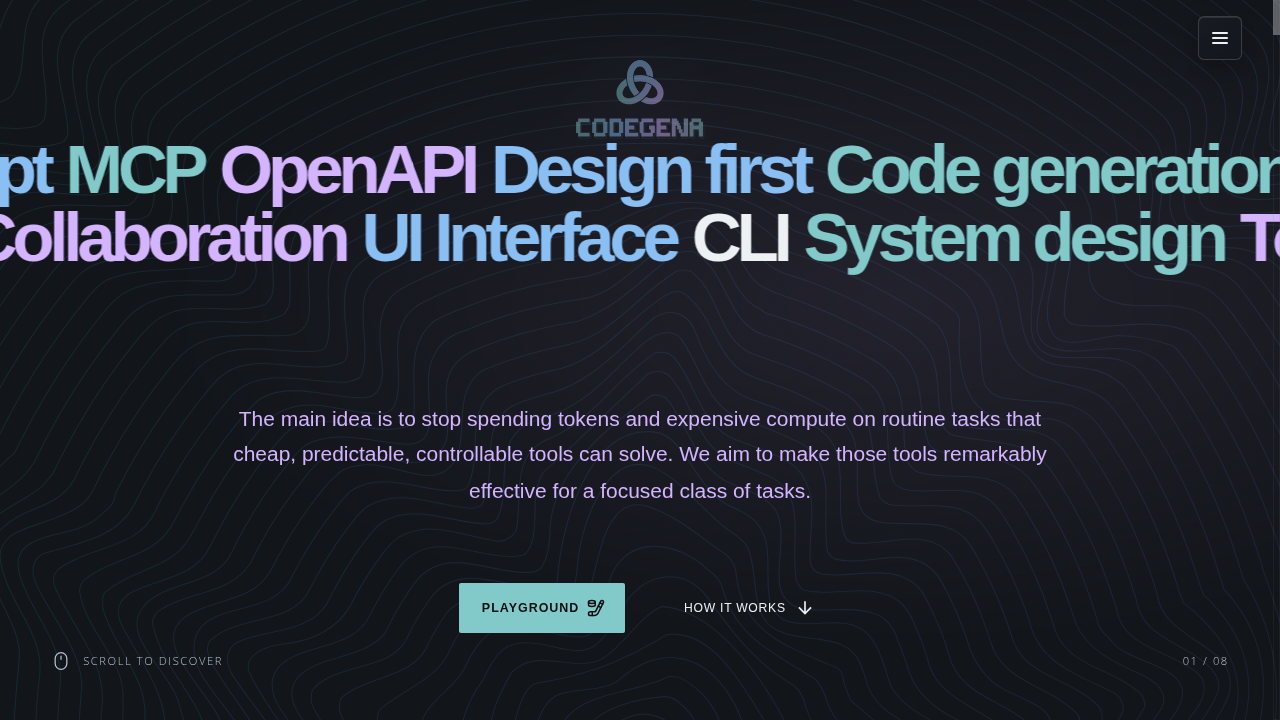 CODEGENA
pt MCP OpenAPI Design first Code generation
Collaboration UI Interface CLI System design
The main idea is to stop spending tokens and expensive compute on routine tasks that
cheap, predictable, controllable tools can solve. We aim to make those tools remarkably
effective for a focused class of tasks.
PLAYGROUND
HOW IT WORKS
SCROLL TO DISCOVER
01 / 08